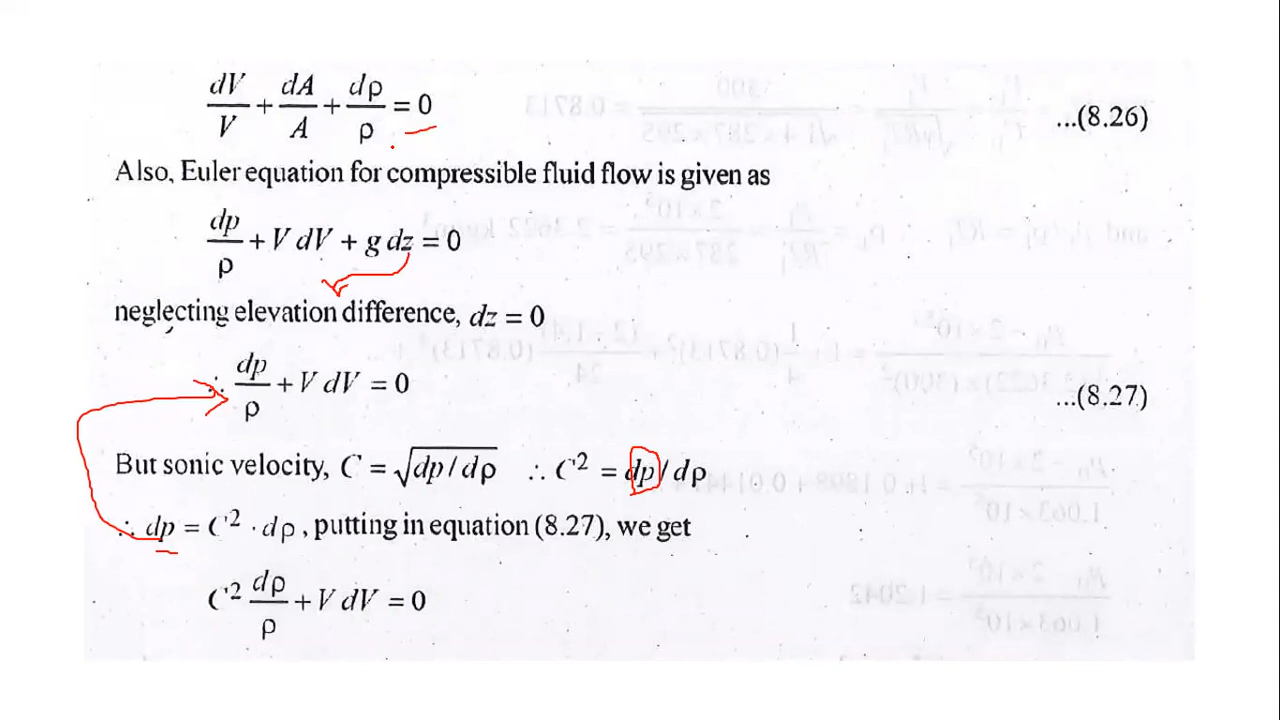 dV/V + dA/A + dρ/ρ = 0 ...(8.26)
Also, Euler equation for compressible fluid flow is given as
dp/ρ + V dV + g dz = 0
neglecting elevation difference, dz = 0
∴ dp/ρ + V dV = 0 ...(8.27)
But sonic velocity, C = √dp/dρ ∴ C² = dp/dρ
∴ dp = C² · dρ, putting in equation (8.27), we get
C² dρ/ρ + V dV = 0